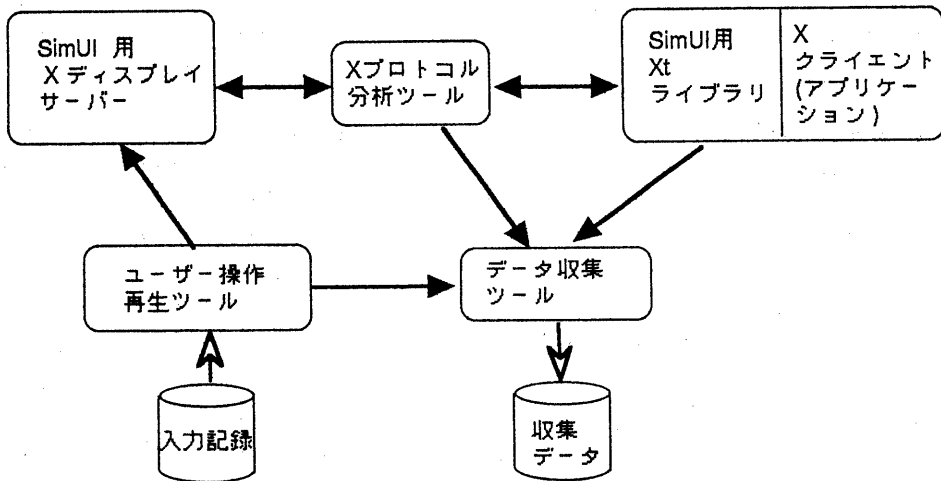 SimUI 用
Xディスプレイ
サーバー
Xプロトコル
分析ツール
SimUI用
Xt
ライブラリ
X
クライエント
(アプリケー
ション)
ユーザー操作
再生ツール
データ収集
ツール
入力記録
収集
データ